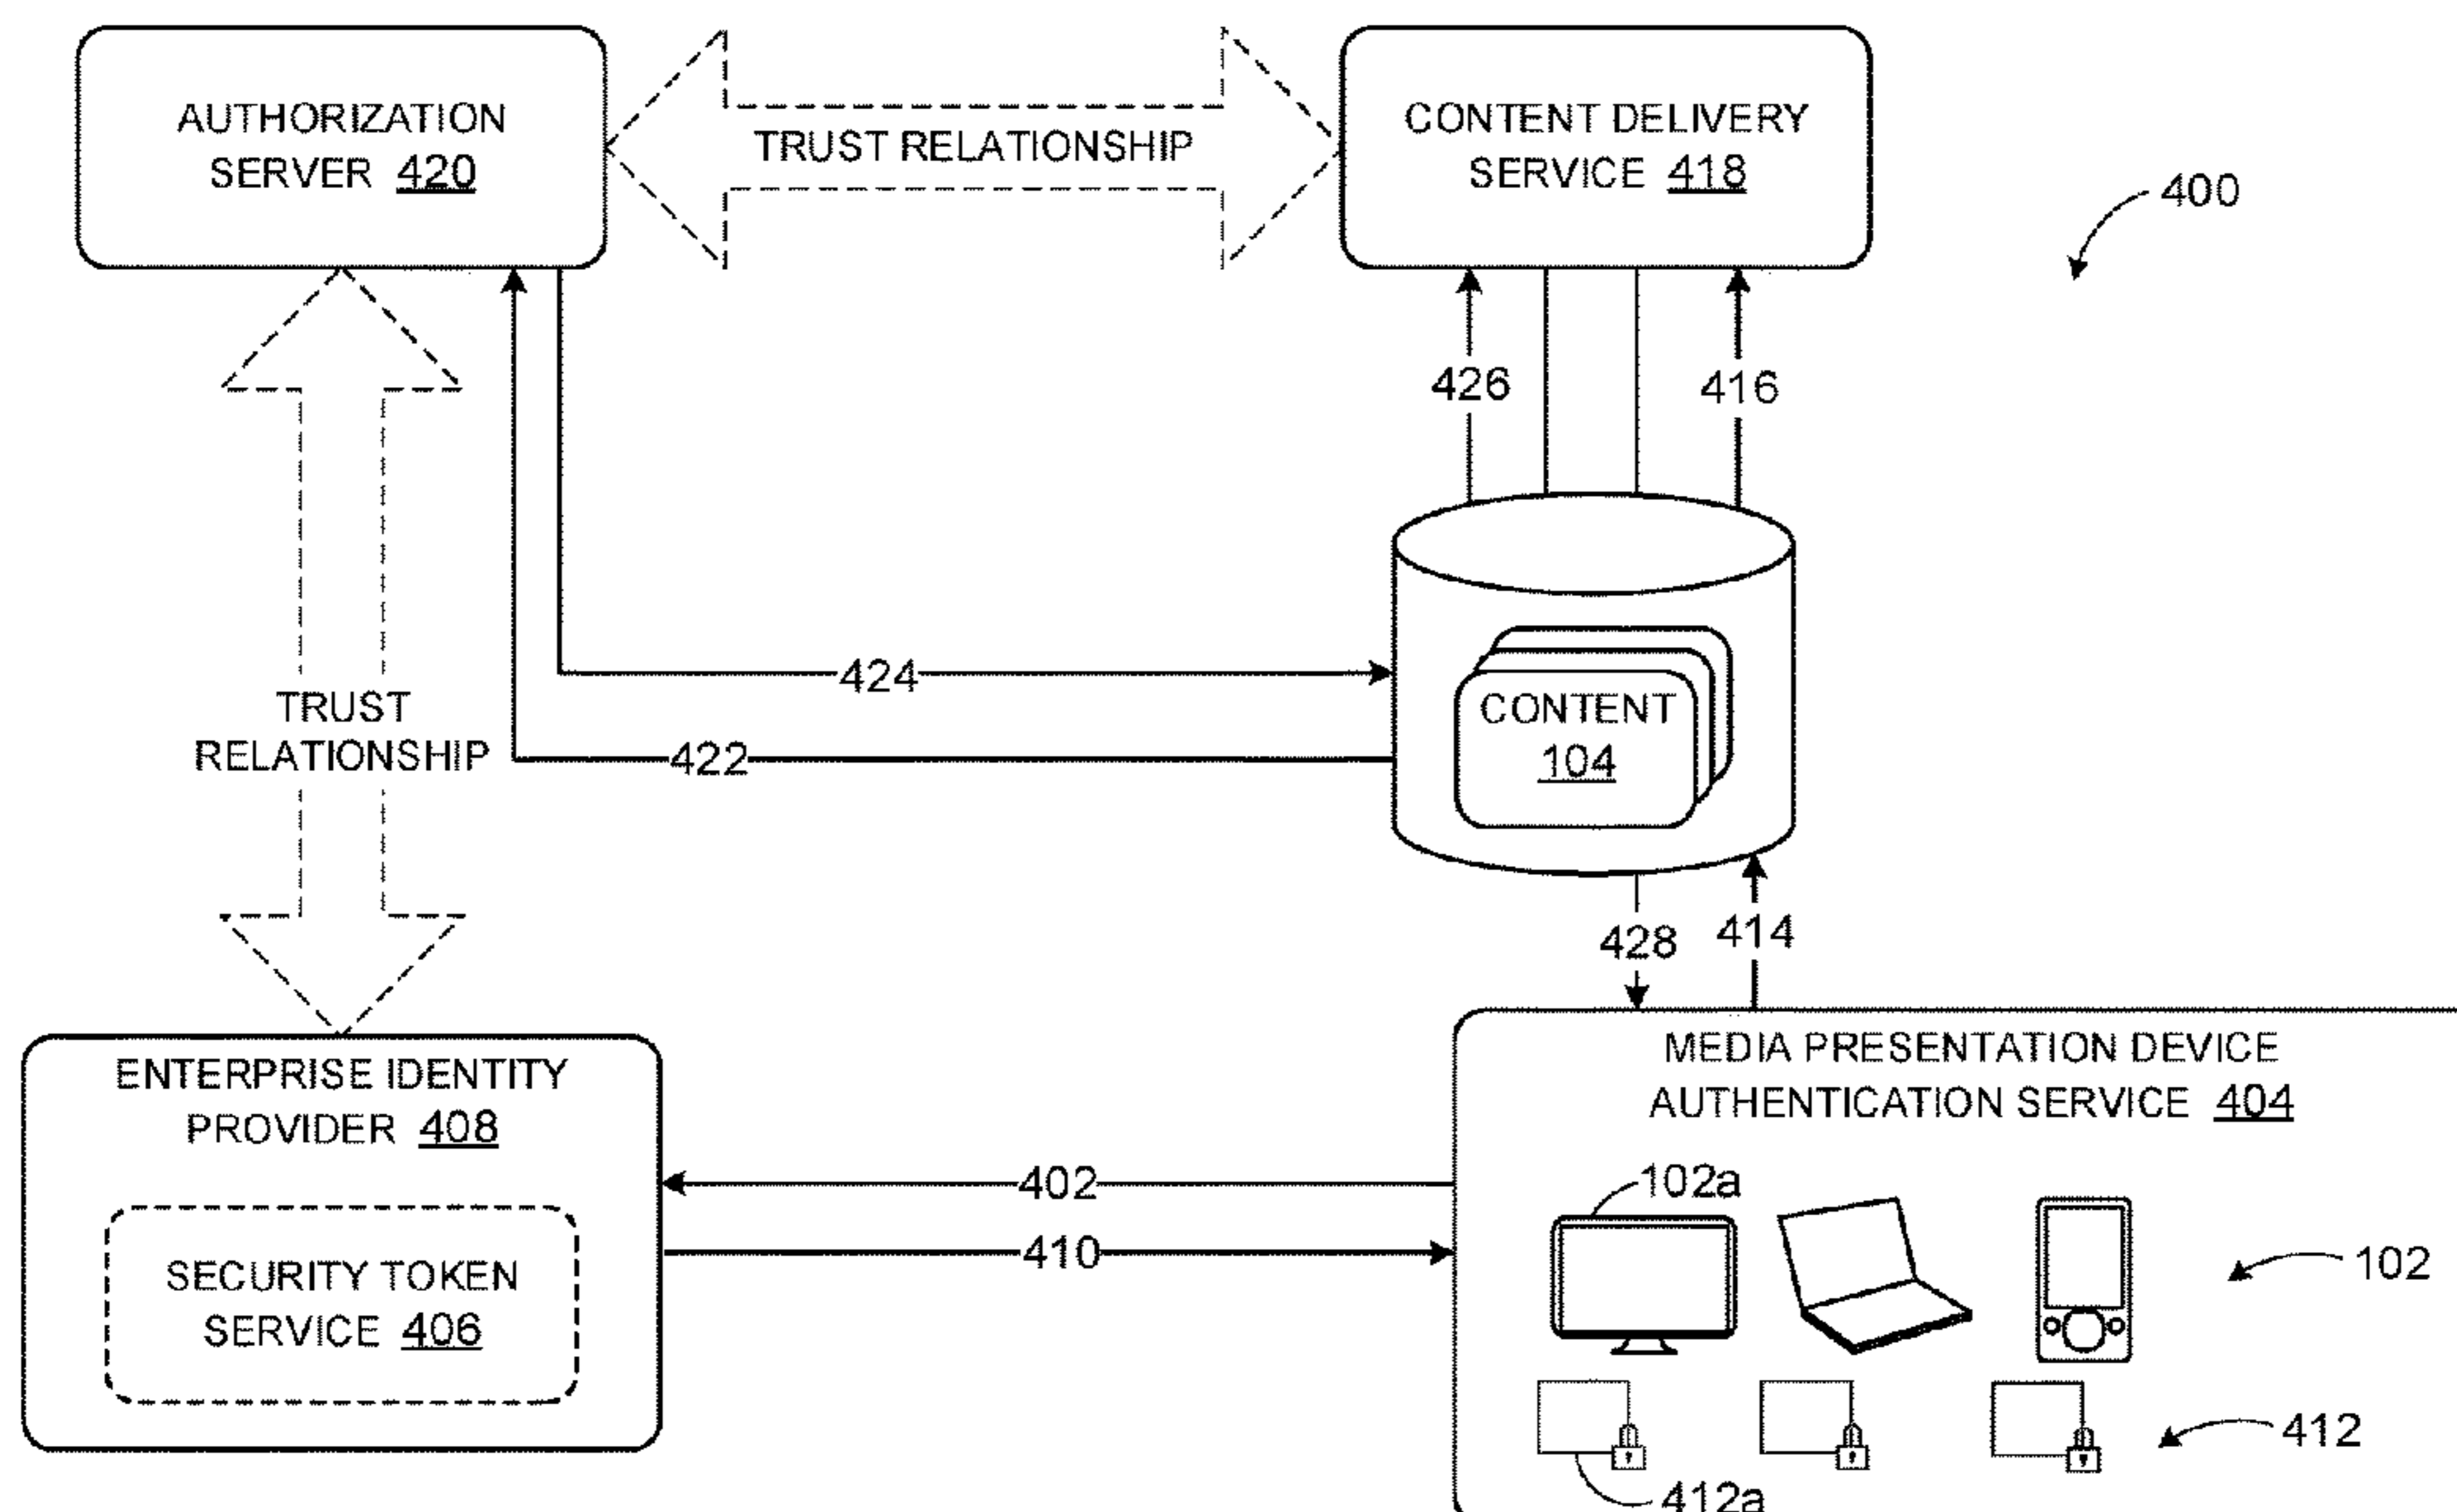 AUTHORIZATION
SERVER 420
TRUST RELATIONSHIP
CONTENT DELIVERY
SERVICE 418
400
426
416
424
422
CONTENT
104
TRUST
RELATIONSHIP
428
414
ENTERPRISE IDENTITY
PROVIDER 408
SECURITY TOKEN
SERVICE 406
402
410
MEDIA PRESENTATION DEVICE
AUTHENTICATION SERVICE 404
102a
102
412
412a